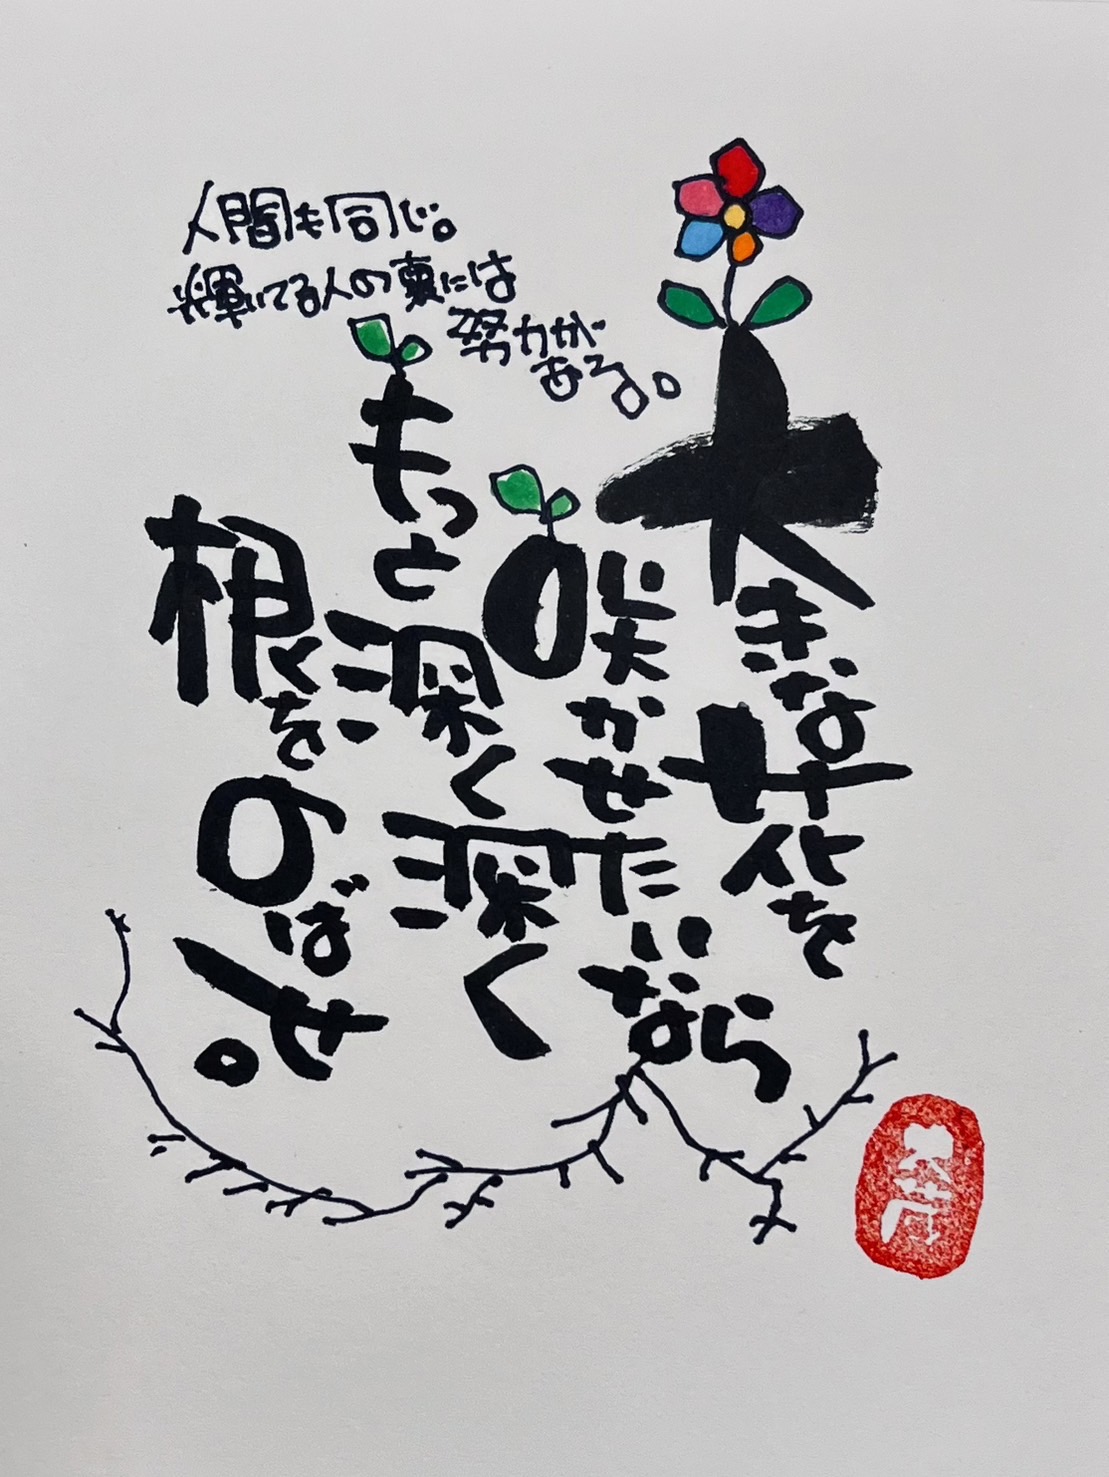 大きな花を
咲かせたいなら
もっと深く深く
根をのばせ。
人間も同じ。
輝いてる人の裏には
努力が
ある。